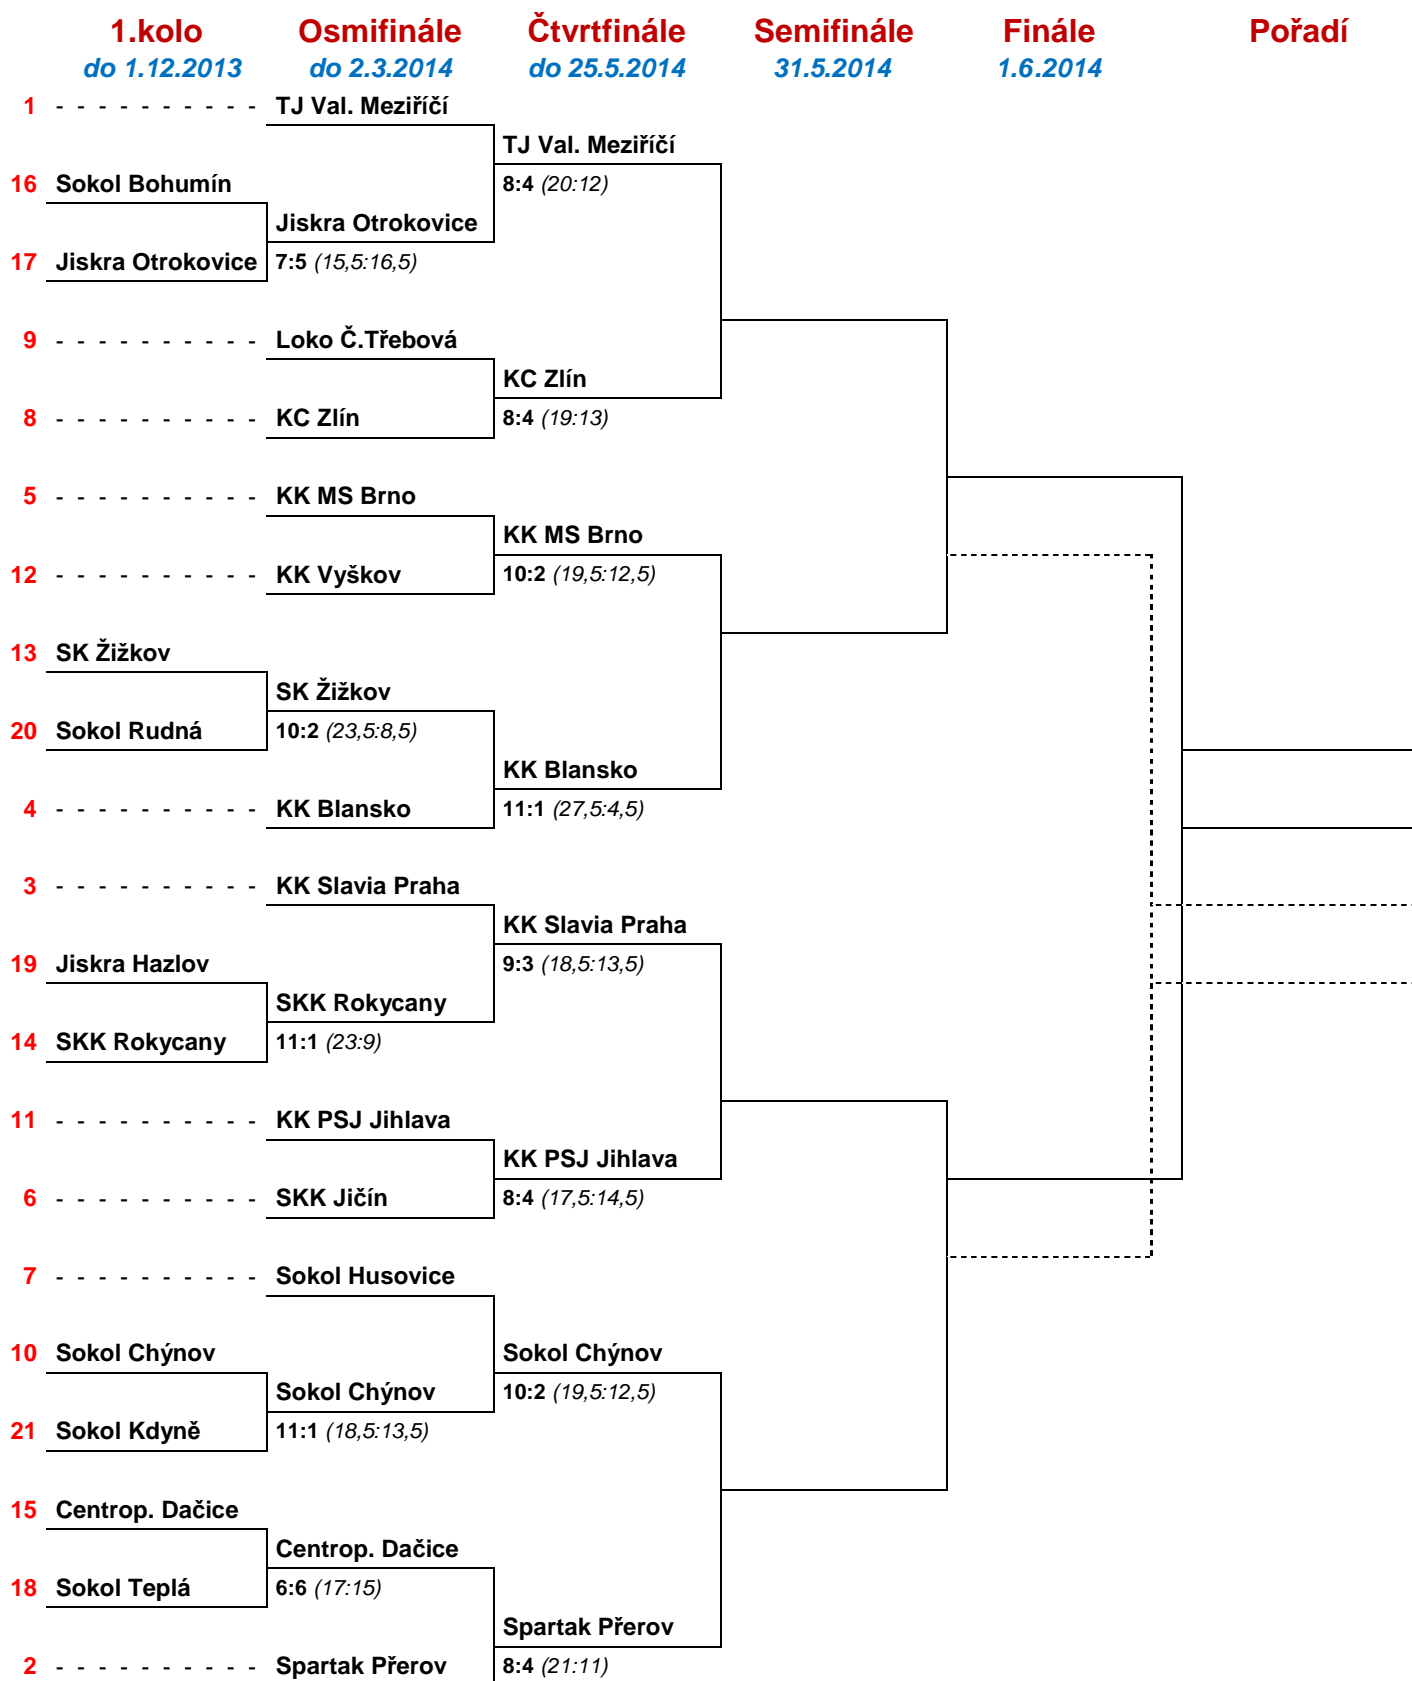 1.kolo Osmifinále Čtvrtfinále Semifinále Finále Pořadí
do 1.12.2013 do 2.3.2014 do 25.5.2014 31.5.2014 1.6.2014
1 - - - - - - - - - - TJ Val. Meziříčí
TJ Val. Meziříčí
16 Sokol Bohumín 8:4 (20:12)
Jiskra Otrokovice
17 Jiskra Otrokovice 7:5 (15,5:16,5)
9 - - - - - - - - - - Loko Č.Třebová
KC Zlín
8 - - - - - - - - - - KC Zlín 8:4 (19:13)
5 - - - - - - - - - - KK MS Brno
KK MS Brno
12 - - - - - - - - - - KK Vyškov 10:2 (19,5:12,5)
13 SK Žižkov
SK Žižkov
20 Sokol Rudná 10:2 (23,5:8,5)
KK Blansko
4 - - - - - - - - - - KK Blansko 11:1 (27,5:4,5)
3 - - - - - - - - - - KK Slavia Praha
KK Slavia Praha
19 Jiskra Hazlov 9:3 (18,5:13,5)
SKK Rokycany
14 SKK Rokycany 11:1 (23:9)
11 - - - - - - - - - - KK PSJ Jihlava
KK PSJ Jihlava
6 - - - - - - - - - - SKK Jičín 8:4 (17,5:14,5)
7 - - - - - - - - - - Sokol Husovice
10 Sokol Chýnov Sokol Chýnov
Sokol Chýnov 10:2 (19,5:12,5)
21 Sokol Kdyně 11:1 (18,5:13,5)
15 Centrop. Dačice
Centrop. Dačice
18 Sokol Teplá 6:6 (17:15)
Spartak Přerov
2 - - - - - - - - - - Spartak Přerov 8:4 (21:11)